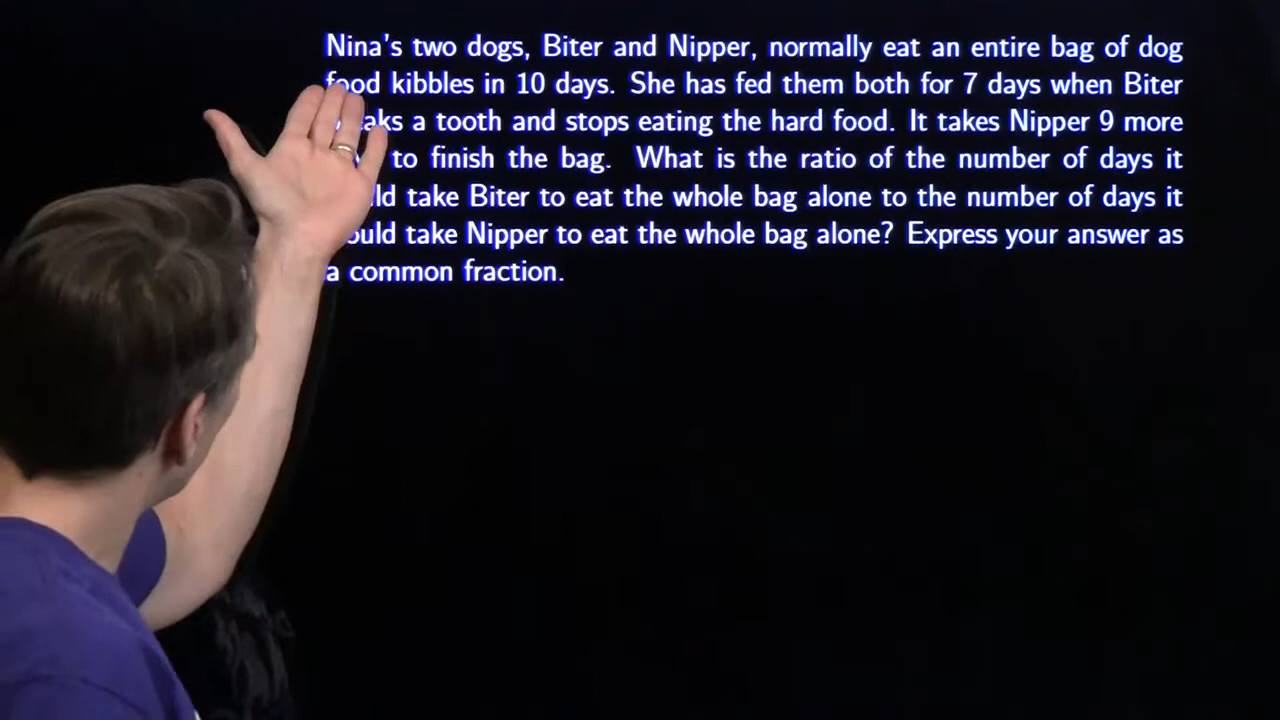 Nina's two dogs, Biter and Nipper, normally eat an entire bag of dog
food kibbles in 10 days. She has fed them both for 7 days when Biter
a tooth and stops eating the hard food. It takes Nipper 9 more
to finish the bag. What is the ratio of the number of days it
take Biter to eat the whole bag alone to the number of days it
would take Nipper to eat the whole bag alone? Express your answer as
a common fraction.